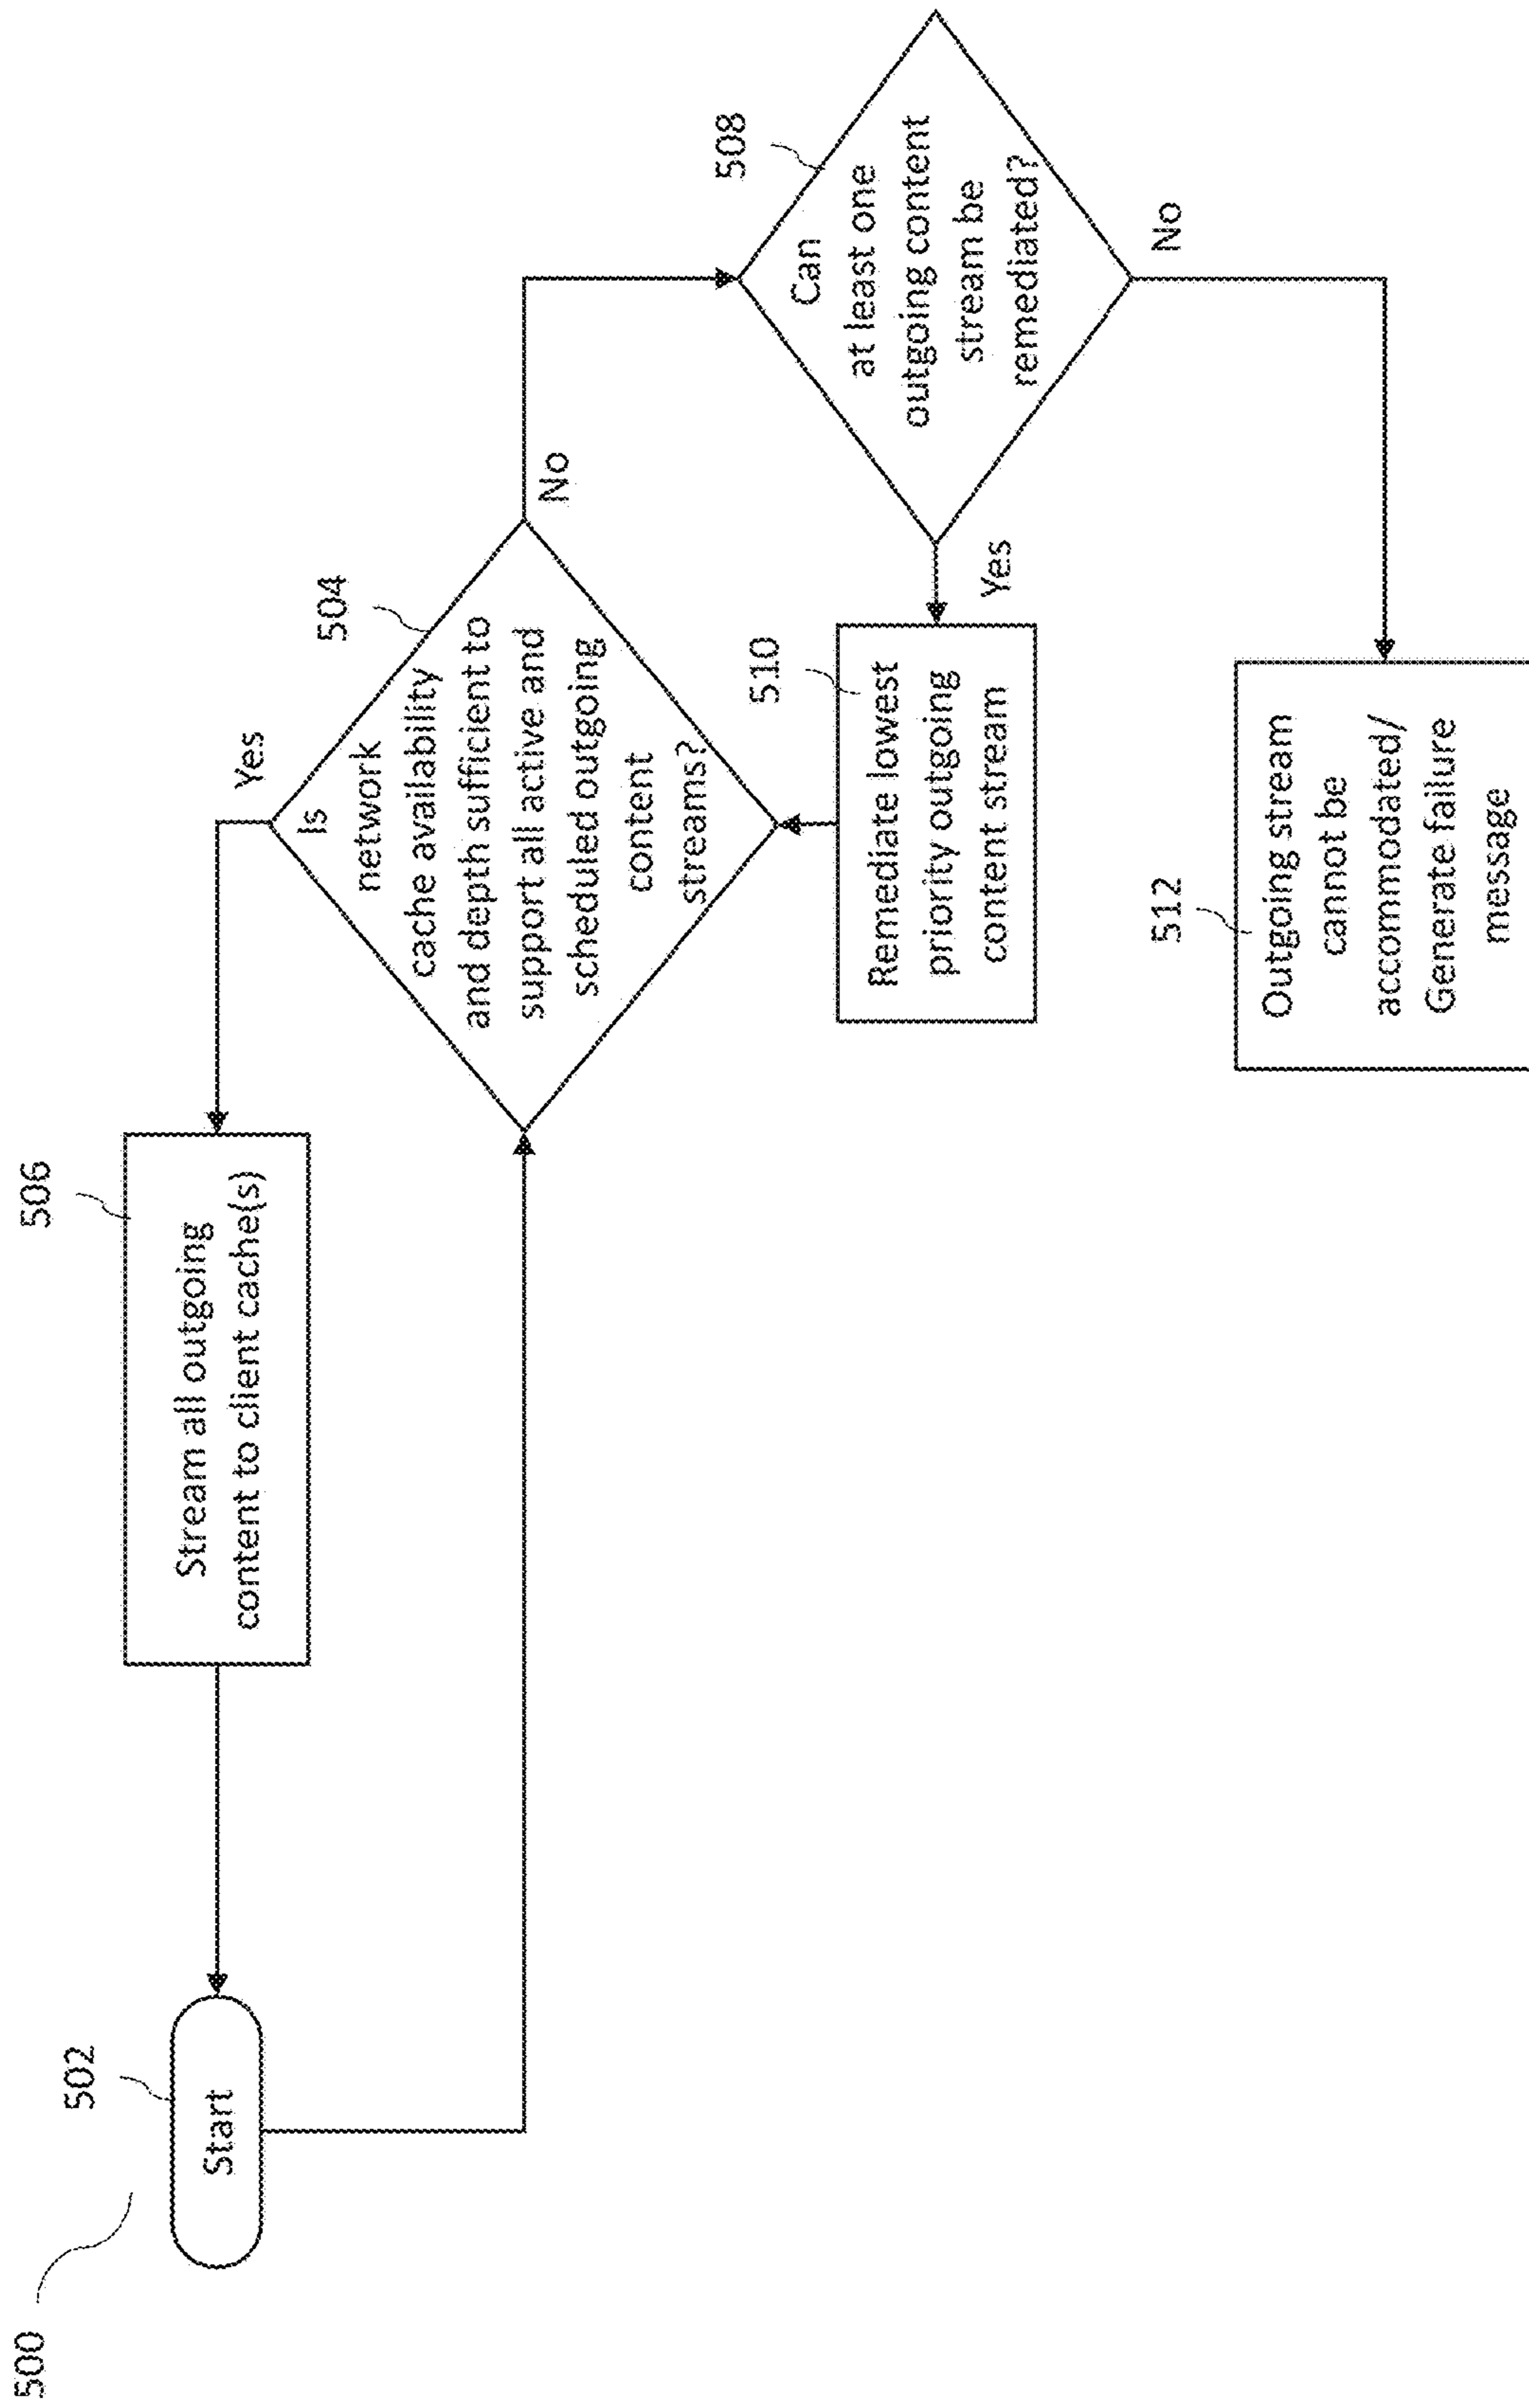 500
502
Start
506
Stream all outgoing
content to client cache(s)
Yes
504
Is
network
cache availability
and depth sufficient to
support all active and
scheduled outgoing
content
streams?
No
508
Can
at least one
outgoing content
stream be
remediated?
Yes
No
510
Remediate lowest
priority outgoing
content stream
512
Outgoing stream
cannot be
accommodated/
Generate failure
message